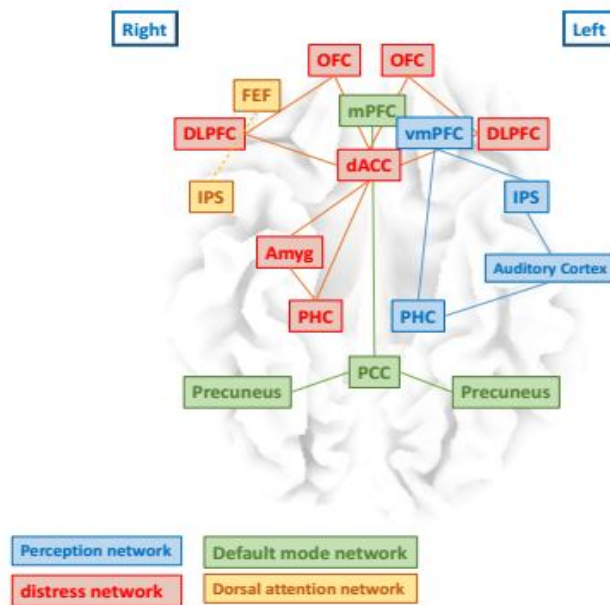 Right
Left
OFC
OFC
FEF
mPFC
DLPFC
vmPFC
DLPFC
dACC
IPS
IPS
Amyg
Auditory Cortex
PHC
PHC
PCC
Precuneus
Precuneus
Perception network
Default mode network
distress network
Dorsal attention network